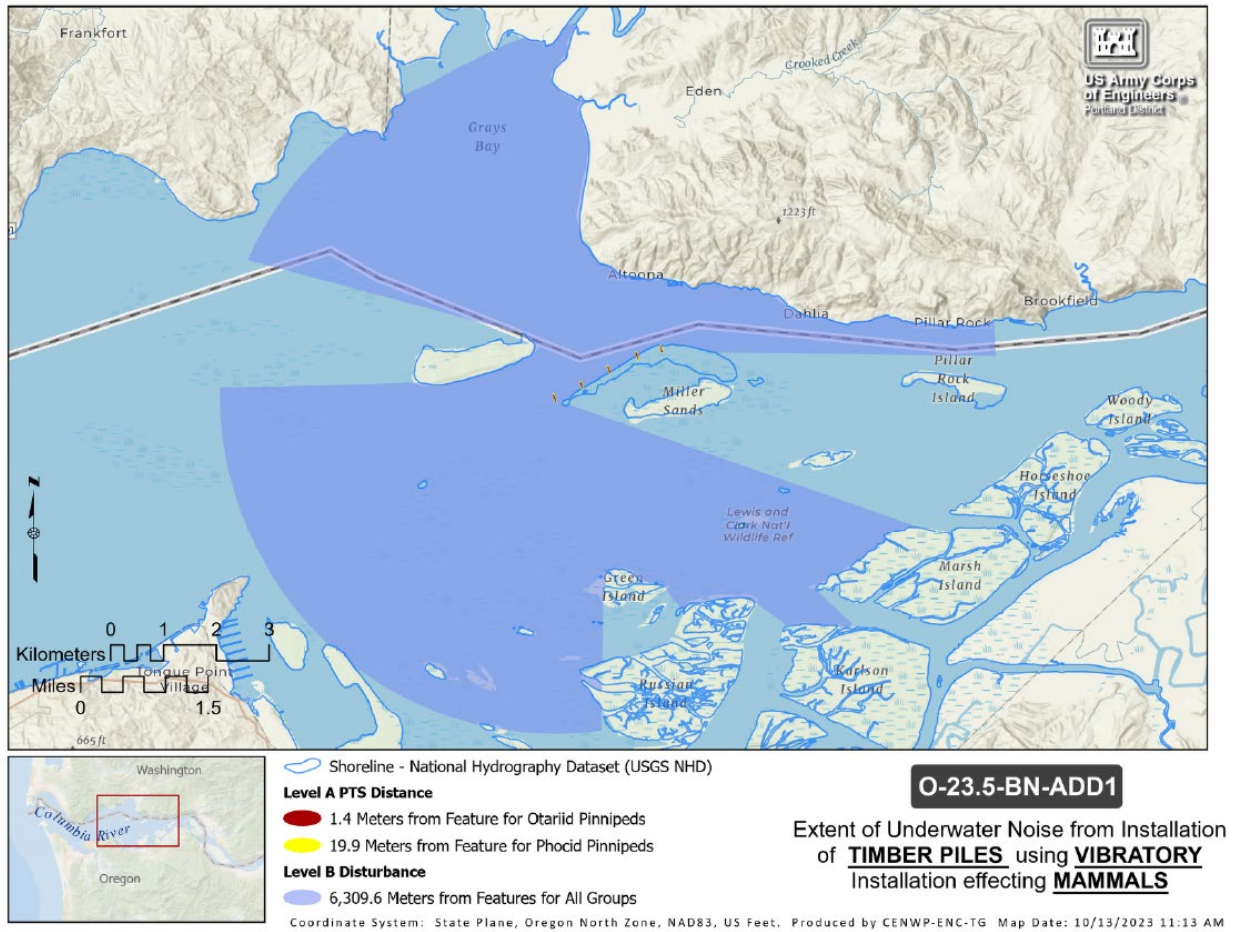 Frankfort
US Army Corps
of Engineers ®
Portland District
Crooked Creek
Eden
Grays
Bay
1223 ft
Altoona
Brookfield
Dahlia
Pillar Rock
Pillar
Rock
Island
Miller
Sands
Woody
Island
Horseshoe
Island
N
Lewis and
Clark Nat'l
Wildlife Ref
Marsh
Island
Green
Island
0 1 2 3
Kilometers
Tongue Point
Village
Miles
0 1.5
Karlson
Island
Russian
Island
665 ft
Washington
Columbia River
Oregon
Shoreline - National Hydrography Dataset (USGS NHD)
Level A PTS Distance
1.4 Meters from Feature for Otariid Pinnipeds
19.9 Meters from Feature for Phocid Pinnipeds
Level B Disturbance
6,309.6 Meters from Features for All Groups
O-23.5-BN-ADD1
Extent of Underwater Noise from Installation
of TIMBER PILES using VIBRATORY
Installation effecting MAMMALS
Coordinate System: State Plane, Oregon North Zone, NAD83, US Feet. Produced by CENWP-ENC-TG Map Date: 10/13/2023 11:13 AM